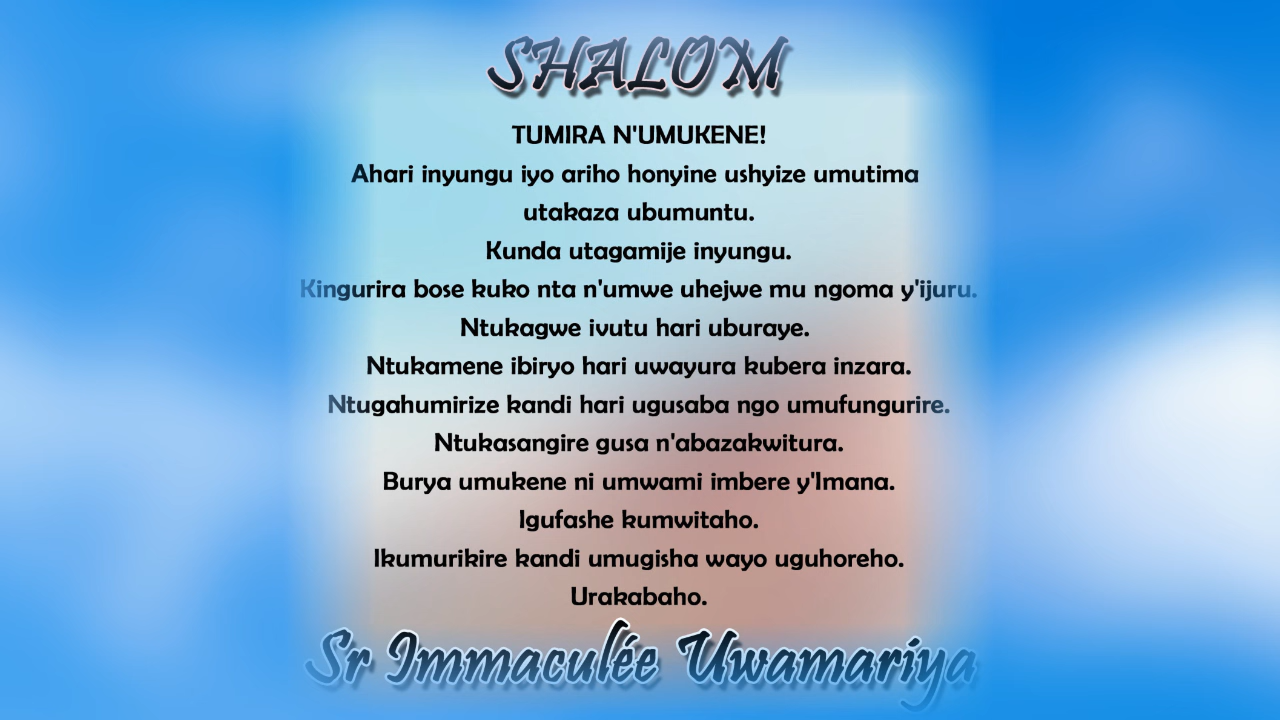 SHALOM
TUMIRA N'UMUKENE!
Ahari inyungu iyo ariho honyine ushyize umutima
utakaza ubumuntu.
Kunda utagamije inyungu.
Kingurira bose kuko nta n'umwe uhejwe mu ngoma y'ijuru.
Ntukagwe ivutu hari uburaye.
Ntukamene ibiryo hari uwayura kubera inzara.
Ntugahumirize kandi hari ugusaba ngo umufungurire.
Ntukasangire gusa n'abazakwitura.
Burya umukene ni umwami imbere y'Imana.
Igufashe kumwitaho.
Ikumurikire kandi umugisha wayo uguhoreho.
Urakabaho.
Sr Immaculée Uwamariya